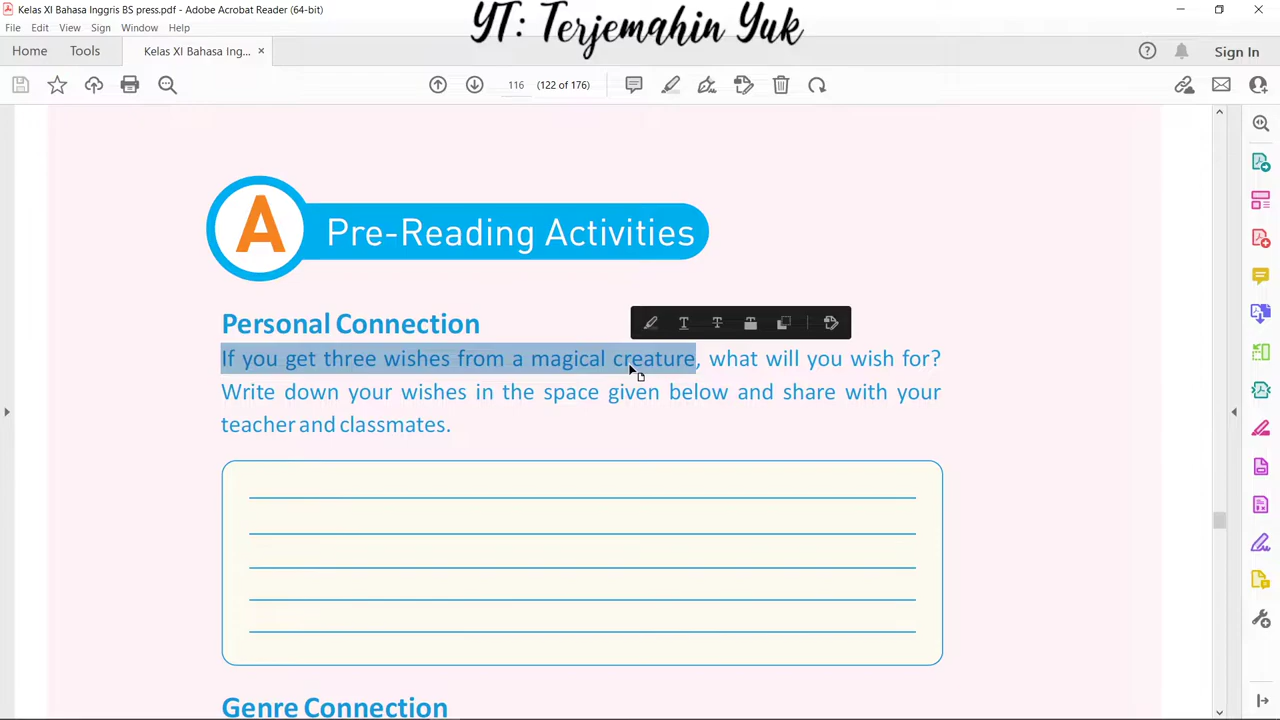 Kelas XI Bahasa Inggris BS press.pdf - Adobe Acrobat Reader (64-bit)
YT: Terjemahin Yuk
File Edit View Sign Window Help
Home Tools Kelas XI Bahasa Ing... × Sign In
116 (122 of 176)
A Pre-Reading Activities
Personal Connection
If you get three wishes from a magical creature, what will you wish for?
Write down your wishes in the space given below and share with your
teacher and classmates.
Genre Connection